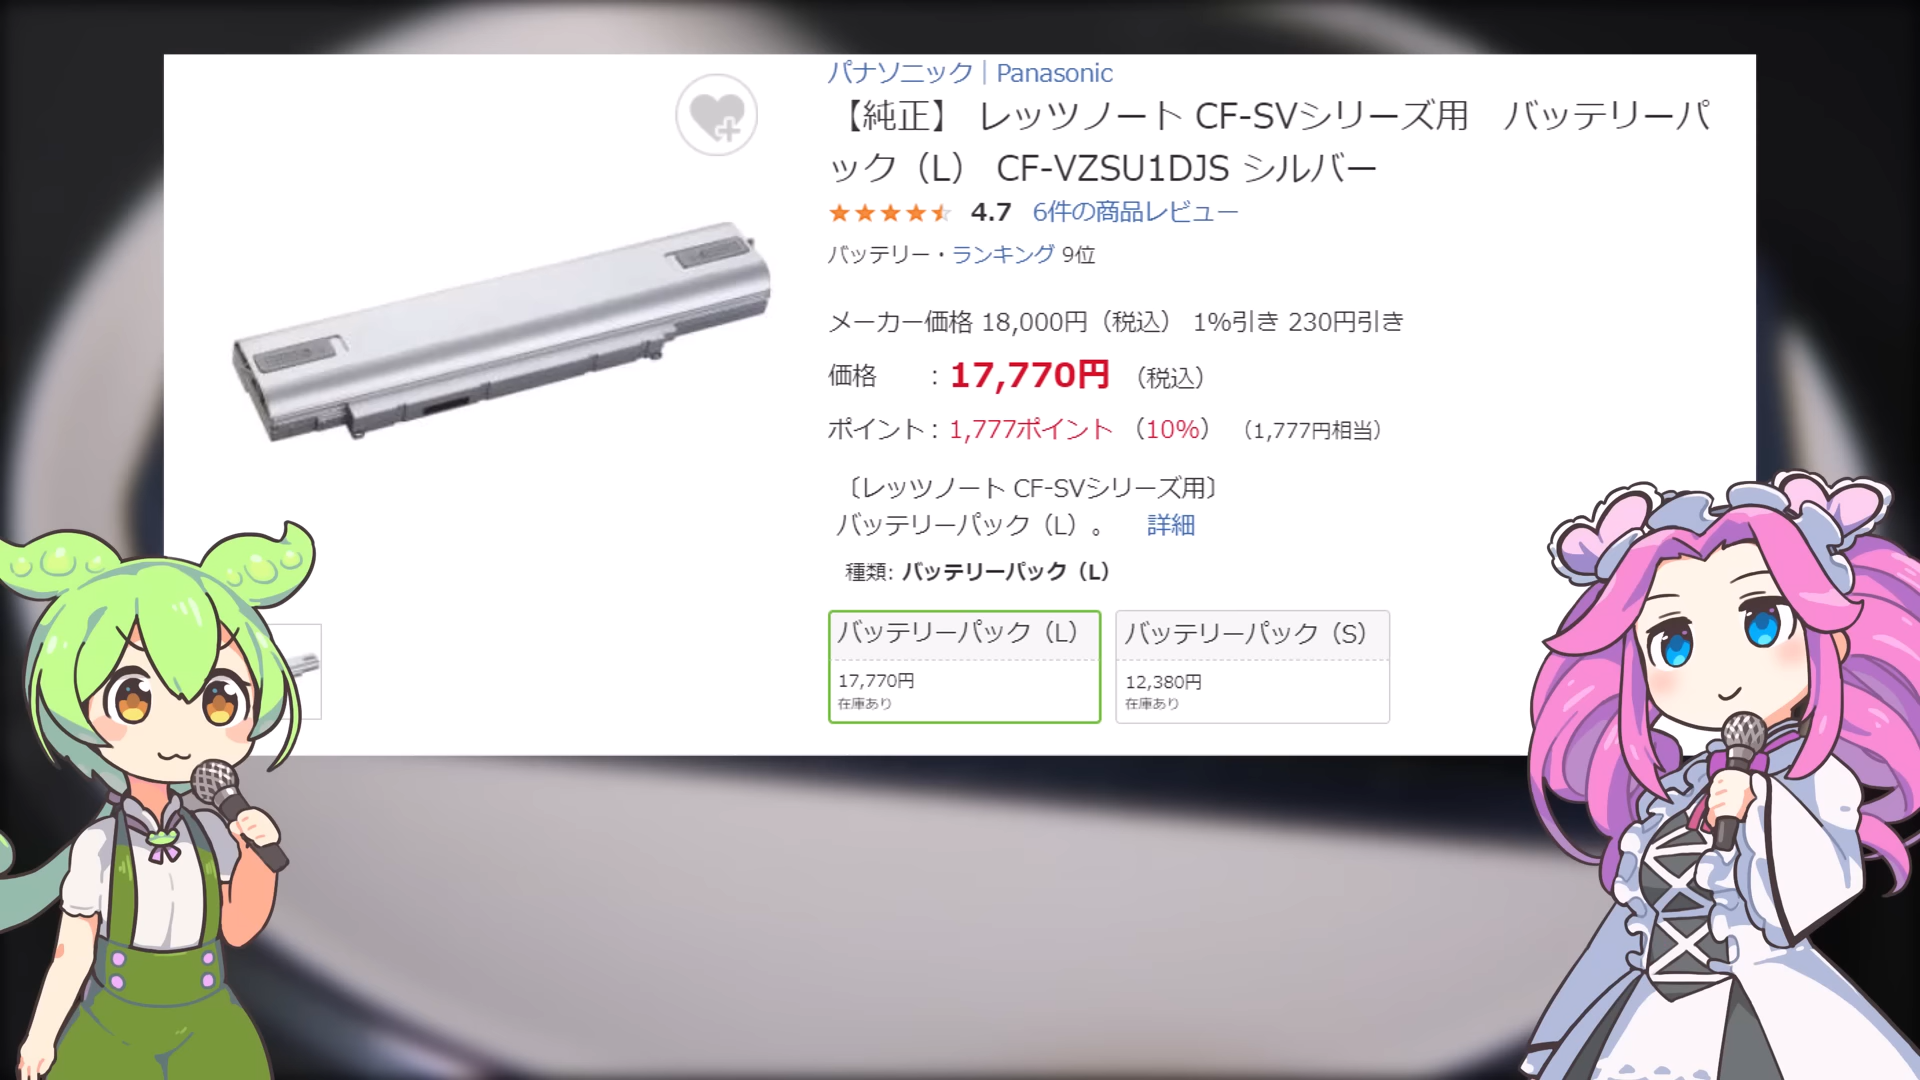 パナソニック｜Panasonic
【純正】 レッツノート CF-SVシリーズ用　バッテリーパ
ック（L） CF-VZSU1DJS シルバー
4.7 6件の商品レビュー
バッテリー・ランキング 9位
メーカー価格 18,000円（税込） 1%引き 230円引き
価格　　：17,770円 （税込）
ポイント：1,777ポイント （10%） （1,777円相当）
〔レッツノート CF-SVシリーズ用〕
バッテリーパック（L）。 詳細
種類: バッテリーパック（L）
バッテリーパック（L）
17,770円
在庫あり
バッテリーパック（S）
12,380円
在庫あり